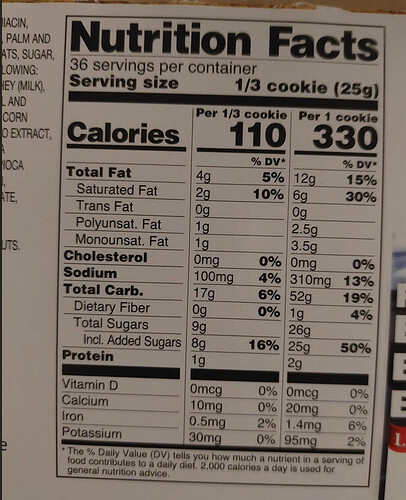 IACIN,
, PALM AND
ATS, SUGAR,
LOWING:
HEY (MILK),
L AND
CORN
O EXTRACT,
A
IOCA
ATE,
UTS.
Nutrition Facts
36 servings per container
Serving size 1/3 cookie (25g)
Per 1/3 cookie Per 1 cookie
Calories 110 330
% DV* % DV*
Total Fat 4g 5% 12g 15%
Saturated Fat 2g 10% 6g 30%
Trans Fat 0g 0g
Polyunsat. Fat 1g 2.5g
Monounsat. Fat 1g 3.5g
Cholesterol 0mg 0% 0mg 0%
Sodium 100mg 4% 310mg 13%
Total Carb. 17g 6% 52g 19%
Dietary Fiber 0g 0% 1g 4%
Total Sugars 9g 26g
Incl. Added Sugars 8g 16% 25g 50%
Protein 1g 2g
Vitamin D 0mcg 0% 0mcg 0%
Calcium 10mg 0% 20mg 0%
Iron 0.5mg 2% 1.4mg 6%
Potassium 30mg 0% 95mg 2%
* The % Daily Value (DV) tells you how much a nutrient in a serving of
food contributes to a daily diet. 2,000 calories a day is used for
general nutrition advice.